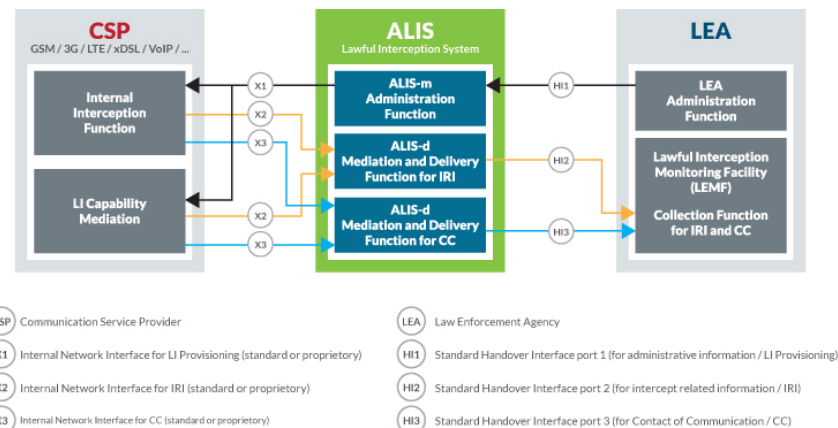 CSP
GSM / 3G / LTE / xDSL / VoIP / ...
ALIS
Lawful Interception System
LEA
Internal
Interception
Function
LI Capability
Mediation
X1
X2
X3
X2
X3
ALIS-m
Administration
Function
ALIS-d
Mediation and Delivery
Function for IRI
ALIS-d
Mediation and Delivery
Function for CC
HI1
HI2
HI3
LEA
Administration
Function
Lawful Interception
Monitoring Facility
(LEMF)
Collection Function
for IRI and CC
SP Communication Service Provider
X1 Internal Network Interface for LI Provisioning (standard or proprietory)
X2 Internal Network Interface for IRI (standard or proprietory)
X3 Internal Network Interface for CC (standard or proprietory)
LEA Law Enforcement Agency
HI1 Standard Handover Interface port 1 (for administrative information / LI Provisioning)
HI2 Standard Handover Interface port 2 (for intercept related information / IRI)
HI3 Standard Handover Interface port 3 (for Contact of Communication / CC)